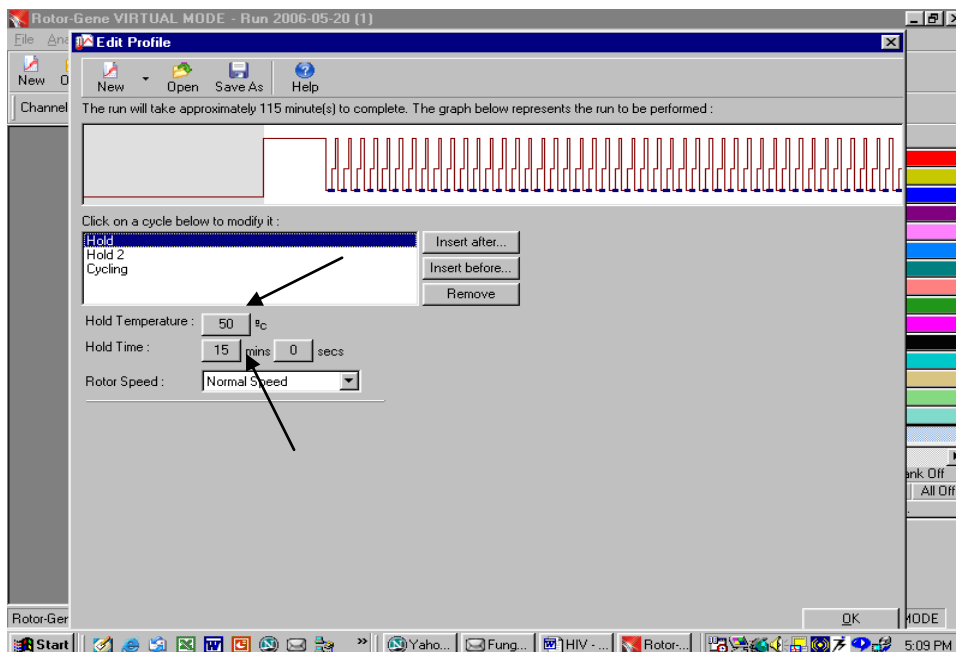 Rotor-Gene VIRTUAL MODE - Run 2006-05-20 (1)
File
Edit Profile
New
New Open Save As Help
Channel
The run will take approximately 115 minute(s) to complete. The graph below represents the run to be performed :
Click on a cycle below to modify it :
Hold
Hold 2
Cycling
Insert after...
Insert before...
Remove
Hold Temperature : 50 ºC
Hold Time : 15 mins 0 secs
Rotor Speed : Normal Speed
Off
All Off
OK
MODE
Start » Yaho... Fung... HIV - ... Rotor-... 5:09 PM